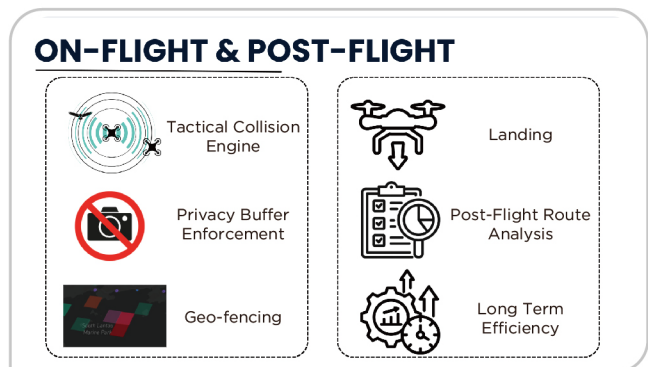 ON-FLIGHT & POST-FLIGHT
Tactical Collision
Engine
Privacy Buffer
Enforcement
Geo-fencing
Landing
Post-Flight Route
Analysis
Long Term
Efficiency